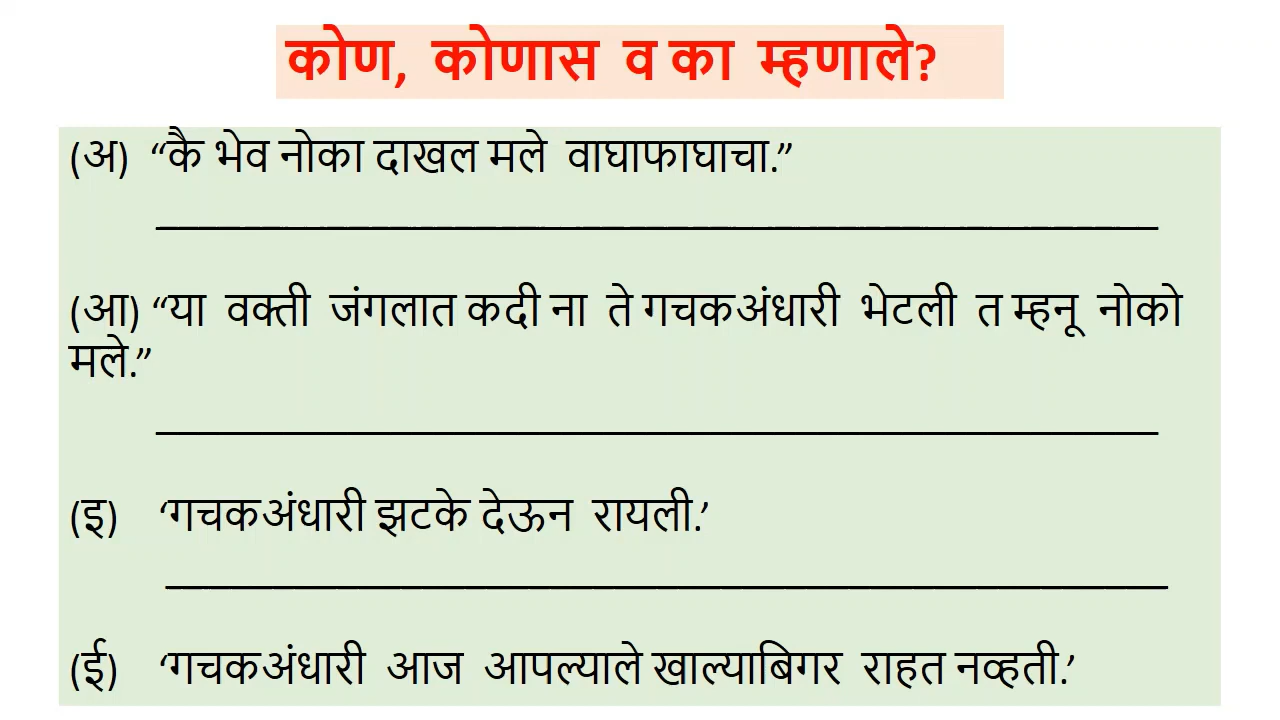 कोण, कोणास व का म्हणाले?
(अ) “कै भेव नोका दाखल मले वाघाफाघाचा.”
(आ) “या वक्ती जंगलात कदी ना ते गचकअंधारी भेटली त म्हनू नोको
मले.”
(इ) ‘गचकअंधारी झटके देऊन रायली.’
(ई) ‘गचकअंधारी आज आपल्याले खाल्याबिगर राहत नव्हती.’